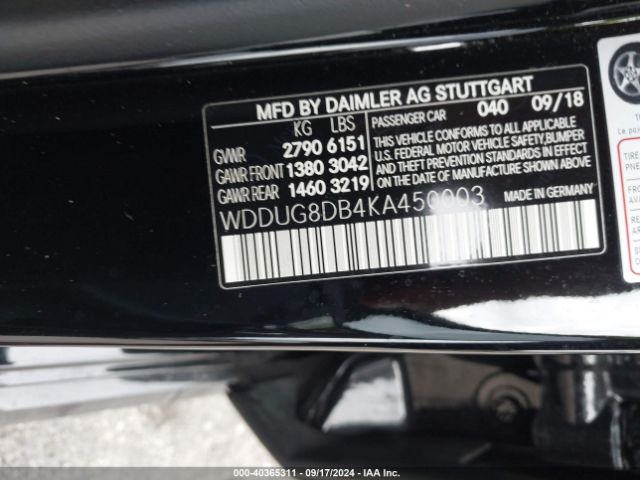 MFD BY DAIMLER AG STUTTGART
KG LBS
GVWR 2790 6151
GAWR FRONT 1380 3042
GAWR REAR 1460 3219
PASSENGER CAR 040 09/18
THIS VEHICLE CONFORMS TO ALL APPLICABLE
U.S. FEDERAL MOTOR VEHICLE SAFETY,BUMPER
AND THEFT PREVENTION STANDARDS IN EFFECT
ON THE DATE OF MANUFACTURE SHOWN ABOVE
WDDUG8DB4KA450003
MADE IN GERMANY
TIRE
WDD - 40365311 - 09/17/2024 - IAA Inc.